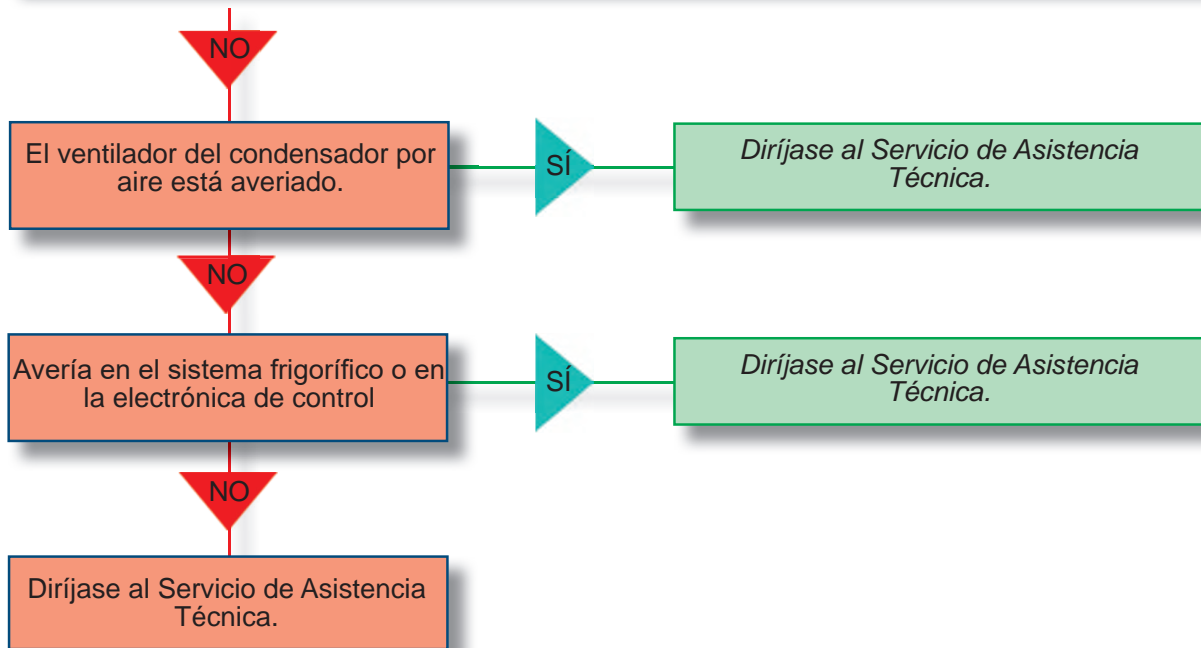 NO
El ventilador del condensador por
aire está averiado.
SÍ
Diríjase al Servicio de Asistencia
Técnica.
NO
Avería en el sistema frigorífico o en
la electrónica de control
SÍ
Diríjase al Servicio de Asistencia
Técnica.
NO
Diríjase al Servicio de Asistencia
Técnica.